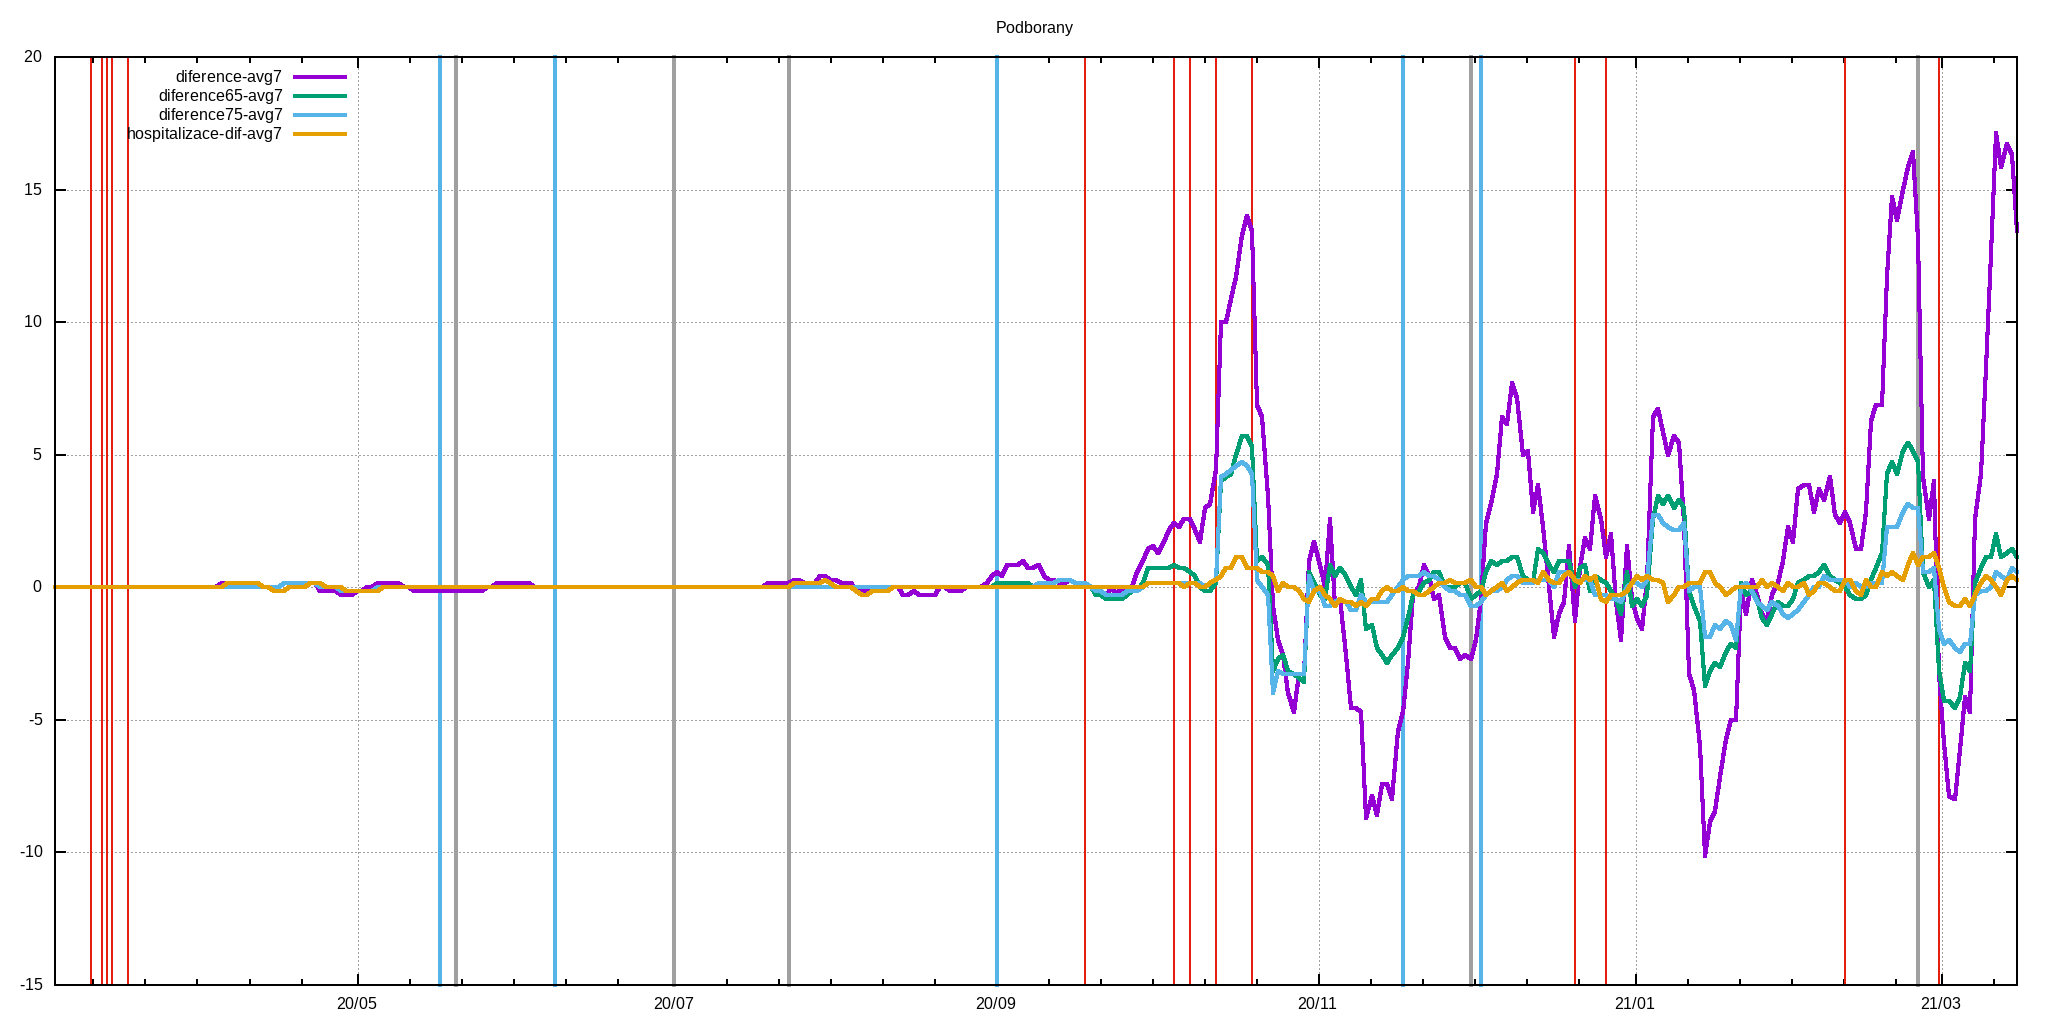 Podborany
20
diference-avg7
diference65-avg7
diference75-avg7
hospitalizace-dif-avg7
15
10
5
0
-5
-10
-15
20/05 20/07 20/09 20/11 21/01 21/03